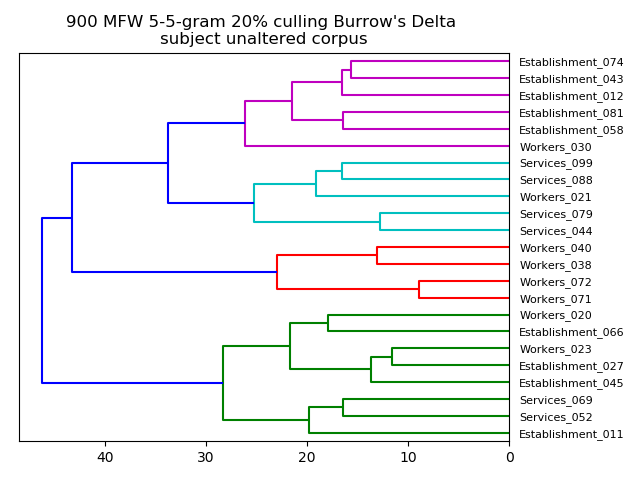 900 MFW 5-5-gram 20% culling Burrow's Delta
subject unaltered corpus
Establishment_074
Establishment_043
Establishment_012
Establishment_081
Establishment_058
Workers_030
Services_099
Services_088
Workers_021
Services_079
Services_044
Workers_040
Workers_038
Workers_072
Workers_071
Workers_020
Establishment_066
Workers_023
Establishment_027
Establishment_045
Services_069
Services_052
Establishment_011
40 30 20 10 0